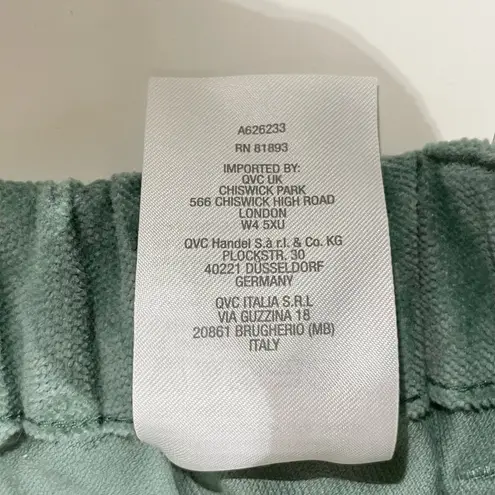 A626233
RN 81893
IMPORTED BY:
QVC UK
CHISWICK PARK
566 CHISWICK HIGH ROAD
LONDON
W4 5XU
QVC Handel S.à r.l. & Co. KG
PLOCKSTR. 30
40221 DÜSSELDORF
GERMANY
QVC ITALIA S.R.L
VIA GUZZINA 18
20861 BRUGHERIO (MB)
ITALY